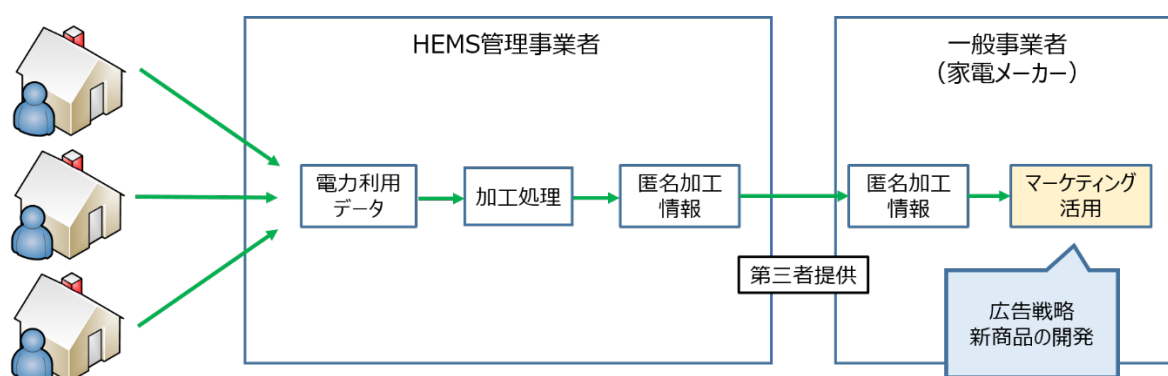 HEMS管理事業者
電力利用
データ
加工処理
匿名加工
情報
第三者提供
一般事業者
（家電メーカー）
匿名加工
情報
マーケティング
活用
広告戦略
新商品の開発